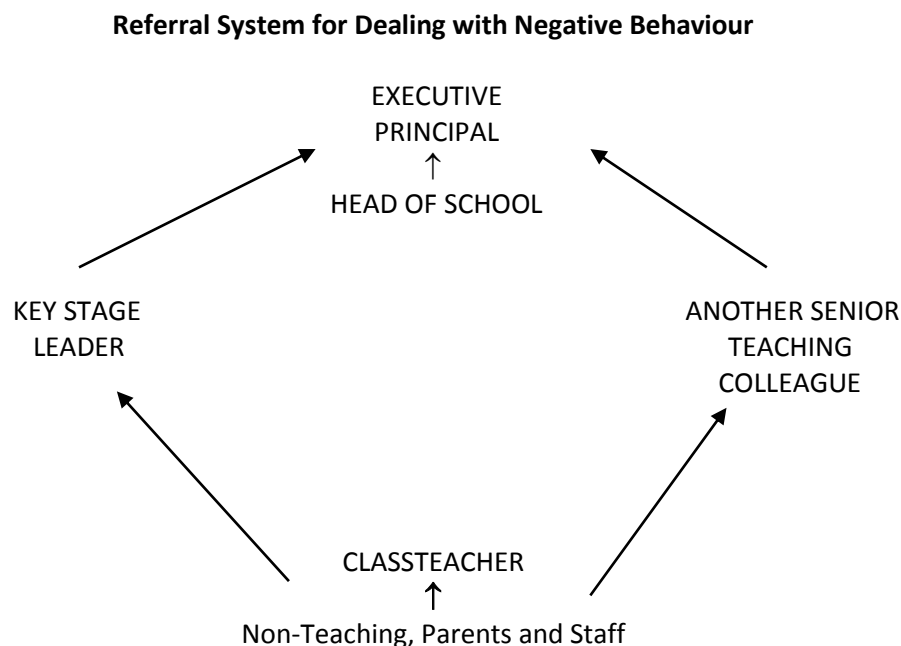 Referral System for Dealing with Negative Behaviour
EXECUTIVE
PRINCIPAL
↑
HEAD OF SCHOOL
KEY STAGE
LEADER
ANOTHER SENIOR
TEACHING
COLLEAGUE
CLASSTEACHER
↑
Non-Teaching, Parents and Staff